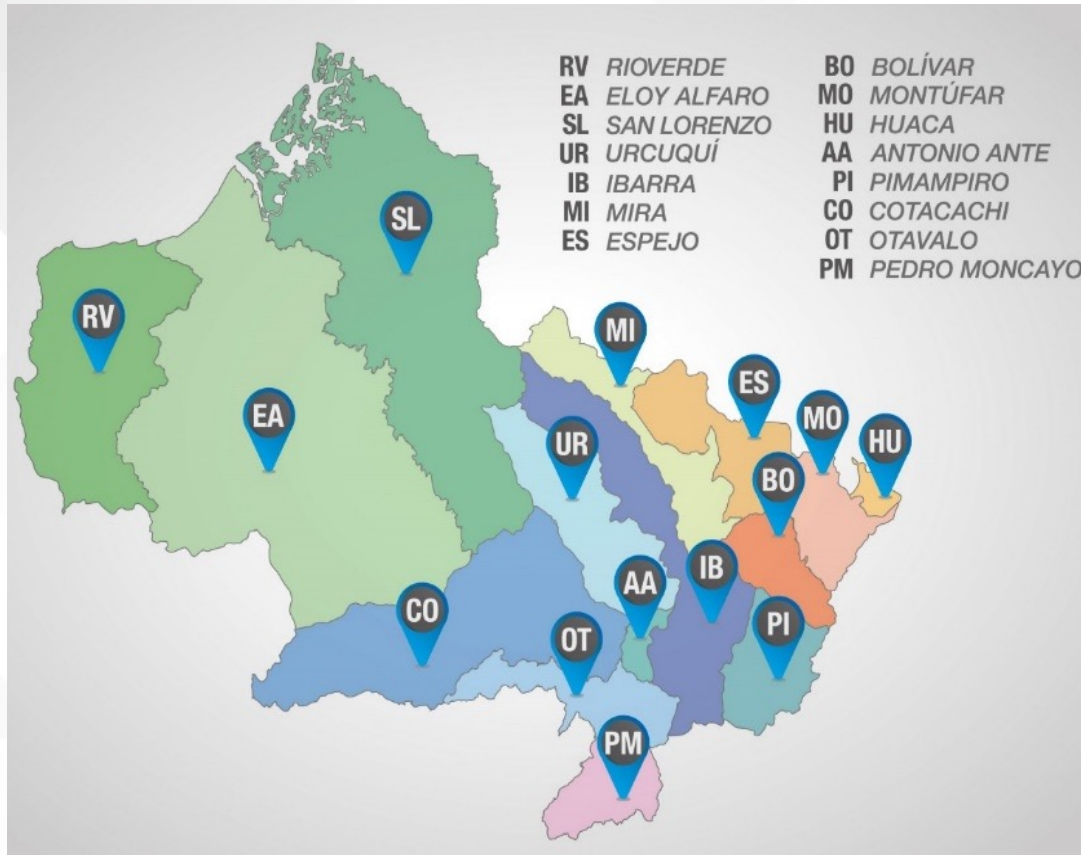 RV RIOVERDE
EA ELOY ALFARO
SL SAN LORENZO
UR URCUQUÍ
IB IBARRA
MI MIRA
ES ESPEJO
BO BOLÍVAR
MO MONTÚFAR
HU HUACA
AA ANTONIO ANTE
PI PIMAMPIRO
CO COTACACHI
OT OTAVALO
PM PEDRO MONCAYO
SL
RV
MI
ES
EA
MO
UR
HU
BO
AA
IB
CO
PI
OT
PM